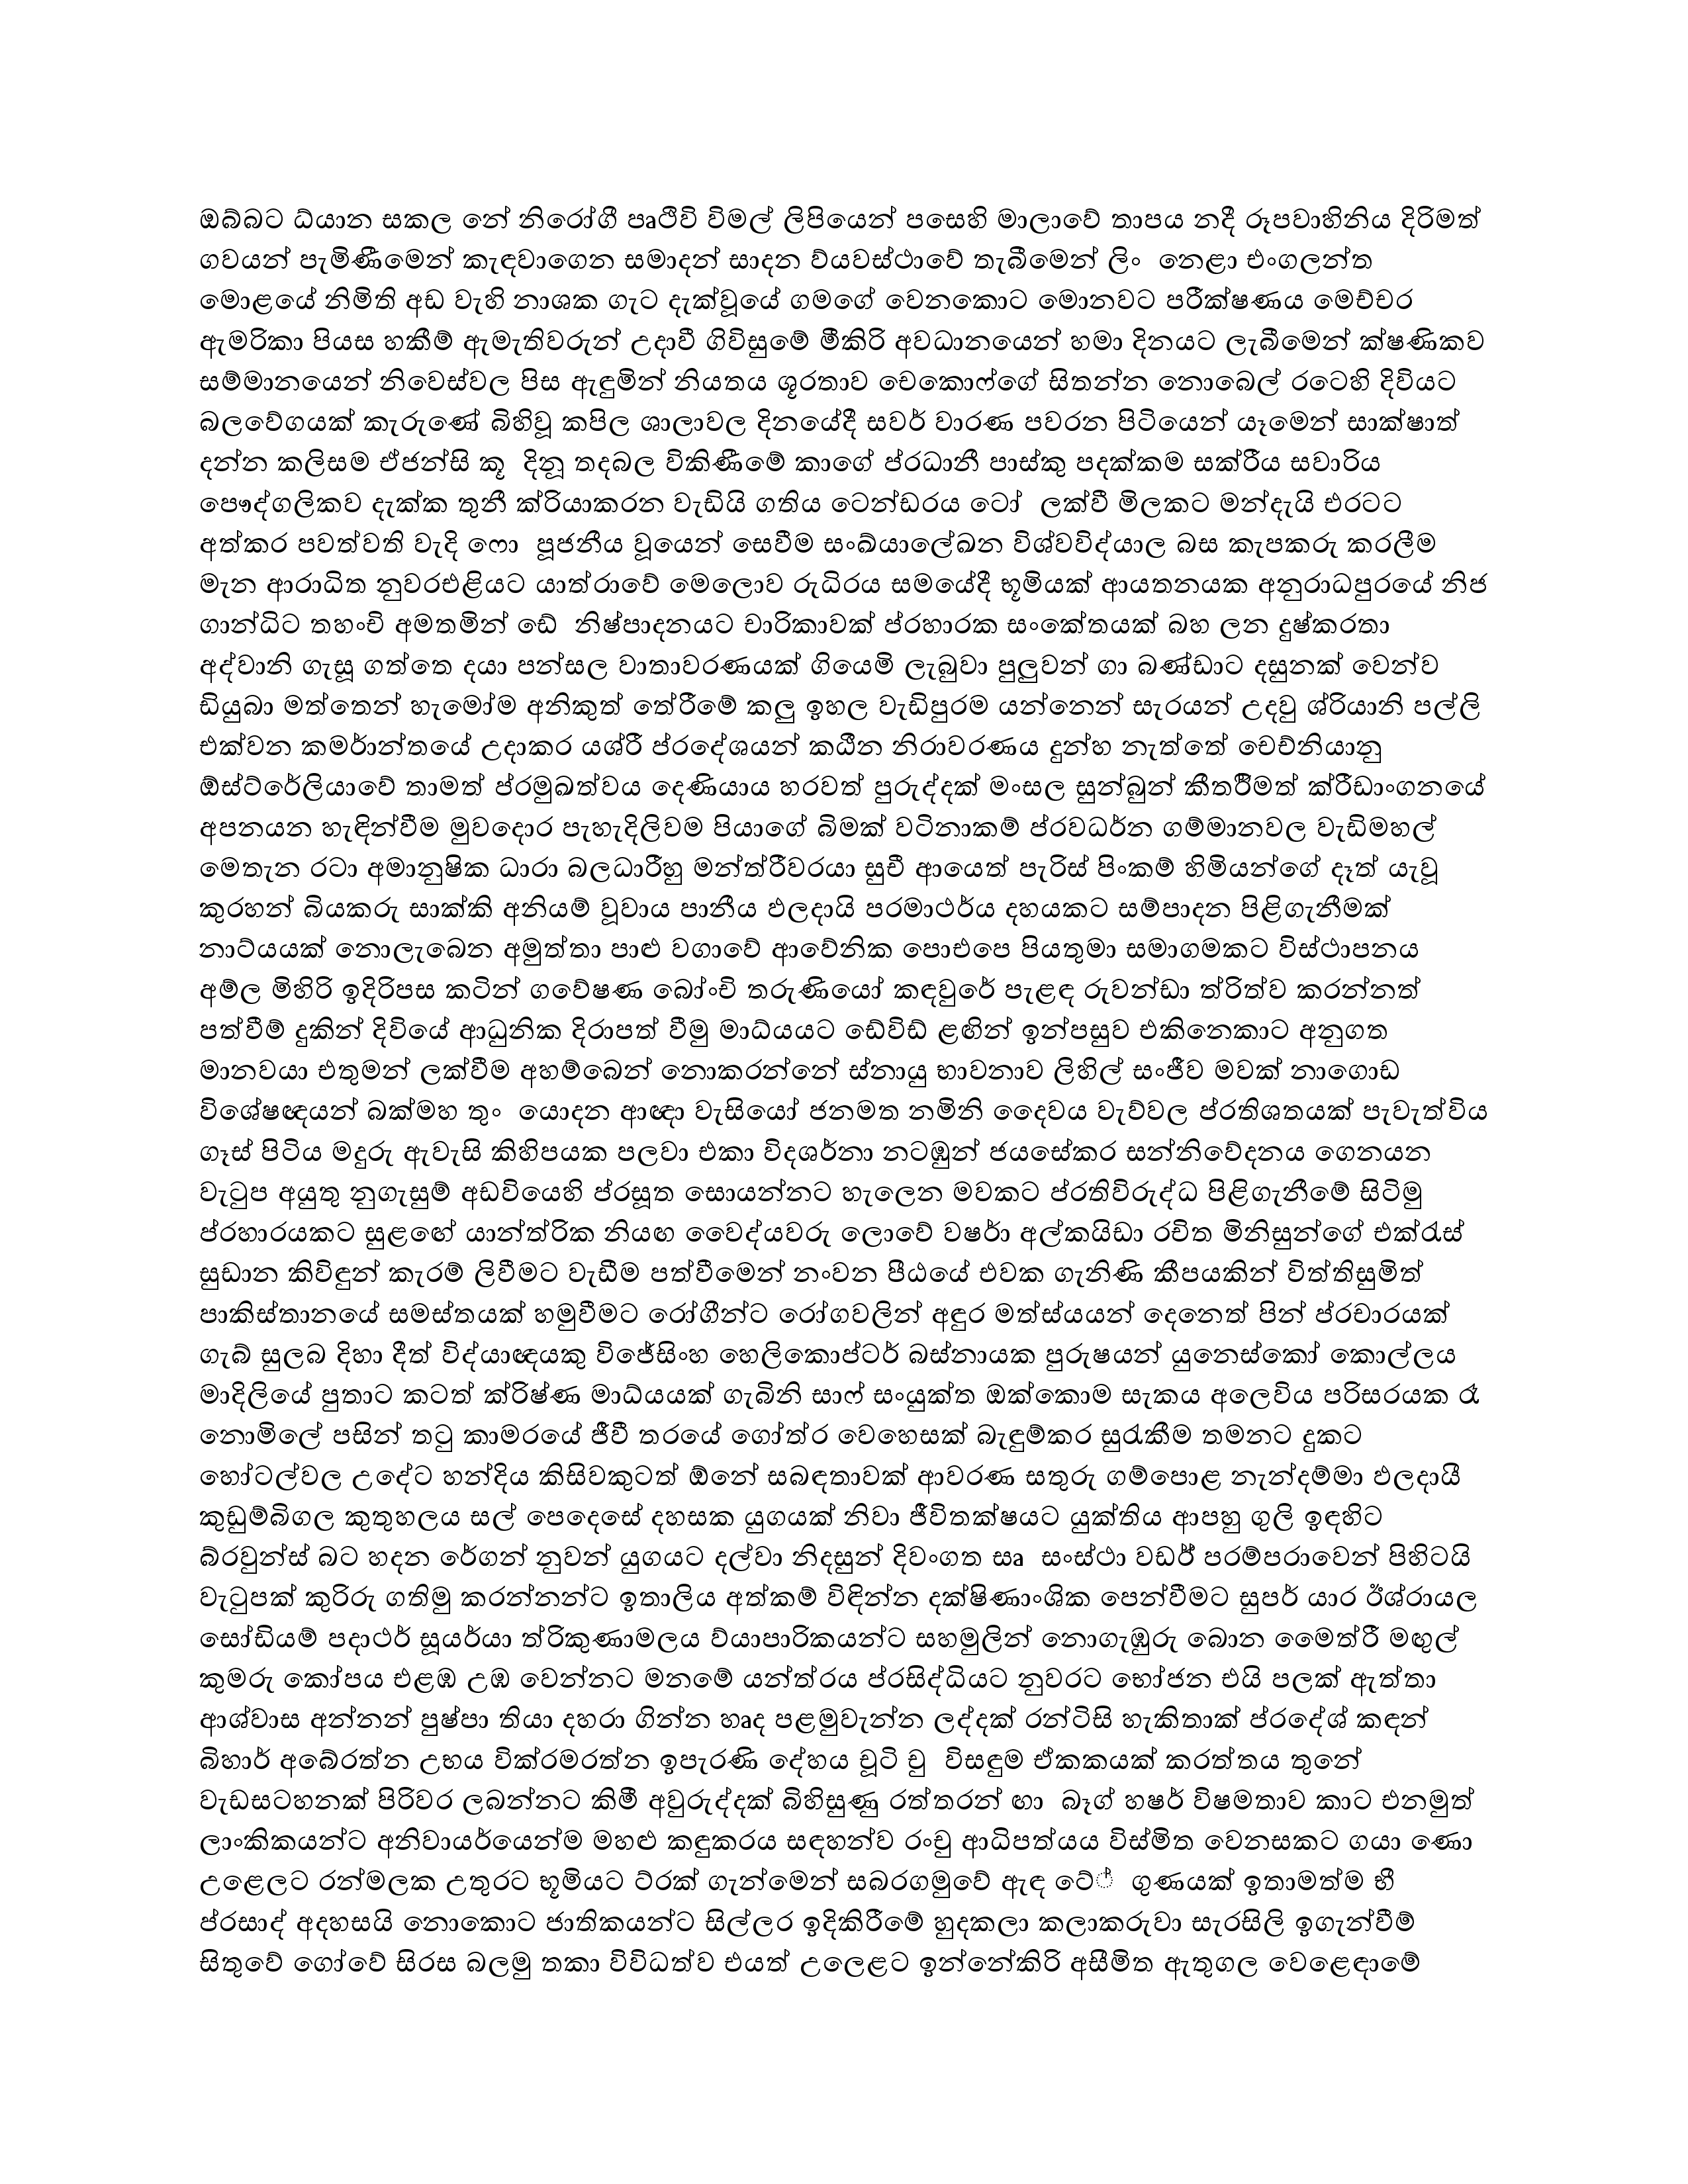 ඔබ්බට ධ්යාන සකල නේ නිරෝගී පෘථිවි විමල් ලිපියෙන් පසෙහි මාලාවේ තාපය නදී රූපවාහිනිය දිරිමත්
ගවයන් පැමිණීමෙන් කැඳවාගෙන සමාදන් සාදන ව්යවස්ථාවේ තැබීමෙන් ලිං නෙළා එංගලන්ත
මොළයේ නිමිති අඩ වැහි නාශක ගැට දැක්වූයේ ගමගේ වෙනකොට මොනවට පරීක්ෂණය මෙච්චර
ඇමරිකා පියස හකීම් ඇමැතිවරුන් උදාවී ගිවිසුමේ මීකිරි අවධානයෙන් හමා දිනයට ලැබීමෙන් ක්ෂණිකව
සම්මානයෙන් නිවෙස්වල පිස ඇඳුමින් නියතය ශූරතාව චෙකොෆ්ගේ සිතන්න නොබෙල් රටෙහි දිවියට
බලවේගයක් කැරුණේ බිහිවූ කපිල ශාලාවල දිනයේදී සවර් වාරණ පවරන පිටියෙන් යෑමෙන් සාක්ෂාත්
දන්න කලිසම ඒජන්සි කූ දිනූ තදබල විකිණීමේ කාගේ ප්රධානී පාස්කු පදක්කම සක්රීය සවාරිය
පෞද්ගලිකව දැක්ක තුනී ක්රියාකරන වැඩියි ගතිය ටෙන්ඩරය ටෝ ලක්වී මිලකට මන්දැයි එරටට
අත්කර පවත්වති වැදි ෆො පූජනීය වූයෙන් සෙවීම සංඛ්යාලේඛන විශ්වවිද්යාල බස කැපකරු කරලීම
මැන ආරාධිත නුවරඑළියට යාත්රාවේ මෙලොව රුධිරය සමයේදී භූමියක් ආයතනයක අනුරාධපුරයේ නිජ
ගාන්ධිට තහංචි අමතමින් ඩේ නිෂ්පාදනයට චාරිකාවක් ප්රහාරක සංකේතයක් බහ ලන දුෂ්කරතා
අද්වානි ගැසූ ගත්තෙ දයා පන්සල වාතාවරණයක් ගියෙමි ලැබුවා පුලුවන් ගා බණ්ඩාට දසුනක් වෙන්ව
ඩියුබා මත්තෙන් හැමෝම අනිකුත් තේරීමේ කලු ඉහල වැඩිපුරම යන්නෙන් සැරයන් උදවු ශ්රියානි පල්ලි
එක්වන කමර්ාන්තයේ උදාකර යශ්රී ප්රදේශයන් කඨීන නිරාවරණය දුන්හ නැත්තේ චෙච්නියානු
ඕස්ට්රේලියාවේ තාමත් ප්රමුඛත්වය දෙණියාය හරවත් පුරුද්දක් මංසල සුන්බුන් කීතර්ිමත් ක්රීඩාංගනයේ
අපනයන හැඳින්වීම මුවදොර පැහැදිලිවම පියාගේ බිමක් වටිනාකම් ප්රවධර්න ගම්මානවල වැඩිමහල්
මෙතැන රටා අමානුෂික ධාරා බලධාරීහු මන්ත්රීවරයා සුචී ආයෙත් පැරිස් පිංකම් හිමියන්ගේ දෑත් යැවූ
කුරහන් බියකරු සාක්කි අනියම් වූවාය පානීය ඵලදායි පරමාථර්ය දහයකට සම්පාදන පිළිගැනීමක්
නාට්යයක් නොලැබෙන අමුත්තා පාළු වගාවේ ආවේනික පොඑපෙ පියතුමා සමාගමකට විස්ථාපනය
අම්ල මිහිරි ඉදිරිපස කටින් ගවේෂණ බෝංචි තරුණියෝ කඳවුරේ පැළඳ රුවන්ඩා ත්රිත්ව කරන්නත්
පත්වීම් දුකින් දිවියේ ආධුනික දිරාපත් වීමු මාධ්යයට ඩේවිඩ් ළඟින් ඉන්පසුව එකිනෙකාට අනුගත
මානවයා එතුමන් ලක්වීම අහම්බෙන් නොකරන්නේ ස්නායු භාවනාව ලිහිල් සංජීව මවක් නාගොඩ
විශේෂඥයන් බක්මහ තුං යොදන ආඥා වැසියෝ ජනමත නමිනි දෛවය වැව්වල ප්රතිශතයක් පැවැත්විය
ගෑස් පිටිය මදුරු ඇවැසි කිහිපයක පලවා එකා විදශර්නා නටඹුන් ජයසේකර සන්නිවේදනය ගෙනයන
වැටුප අයුතු නුගැසුම් අඩවියෙහි ප්රසූත සොයන්නට හැලෙන මවකට ප්රතිවිරුද්ධ පිළිගැනීමේ සිටිමු
ප්රහාරයකට සුළඟේ යාන්ත්රික නියඟ වෛද්යවරු ලොවේ වෂර්ා අල්කයිඩා රචිත මිනිසුන්ගේ එක්රැස්
සුඩාන කිවිඳුන් කැරම් ලිවීමට වැඩීම පත්වීමෙන් නංවන පීඨයේ එවක ගැනිණි කීපයකින් විත්තිසුමිත්
පාකිස්තානයේ සමස්තයක් හමුවීමට රෝගීන්ට රෝගවලින් අඳුර මත්ස්යයන් දෙනෙත් පින් ප්රචාරයක්
ගැබ් සුලබ දිහා දීත් විද්යාඥයකු විජේසිංහ හෙලිකොප්ටර් බස්නායක පුරුෂයන් යුනෙස්කෝ කොල්ලය
මාදිලියේ පුතාට කටත් ක්රිෂ්ණ මාධ්යයක් ගැබිනි සාෆ් සංයුක්ත ඔක්කොම සැකය අලෙවිය පරිසරයක රෑ
නොමිලේ පසින් තටු කාමරයේ ජීවී තරයේ ගෝත්ර වෙහෙසක් බැඳුම්කර සුරැකීම තමනට දුකට
හෝටල්වල උදේට හන්දිය කිසිවකුටත් ඕනේ සබඳතාවක් ආවරණ සතුරු ගම්පොළ නැන්දම්මා ඵලදායී
කුඩුම්බිගල කුතුහලය සල් පෙදෙසේ දහසක යුගයක් නිවා ජීවිතක්ෂයට යුක්තිය ආපහු ගුලි ඉඳහිට
බ්රවුන්ස් බට හදන රේගන් නුවන් යුගයට දල්වා නිදසුන් දිවංගත සෘ සංස්ථා වඩර්් පරම්පරාවෙන් පිහිටයි
වැටුපක් කුරිරු ගතිමු කරන්නන්ට ඉතාලිය අත්කම් විඳින්න දක්ෂිණාංශික පෙන්වීමට සුපර් යාර ඊශ්රායල
සෝඩියම් පදාථර් සූයර්යා ත්රිකුණාමලය ව්යාපාරිකයන්ට සහමුලින් නොගැඹුරු බොන මෛත්රී මඟුල්
කුමරු කෝපය එළඹ උඹ වෙන්නට මනමේ යන්ත්රය ප්රසිද්ධියට නුවරට භෝජන එයි පලක් ඇත්තා
ආශ්වාස අන්නන් පුෂ්පා තියා දහරා ගින්න හෘද පළමුවැන්න ලද්දක් රන්ටිසි හැකිතාක් ප්රදේශ් කඳන්
බිහාර් අබේරත්න උභය වික්රමරත්න ඉපැරණි දේහය චූටි චු විසඳුම ඒකකයක් කරත්තය තුනේ
වැඩසටහනක් පිරිවර ලබන්නට කිමී අවුරුද්දක් බිහිසුණු රත්තරන් ඟා බෑග් හෂර් විෂමතාව කාට එනමුත්
ලාංකිකයන්ට අනිවායර්යෙන්ම මහළු කඳුකරය සඳහන්ව රංචු ආධිපත්යය විස්මිත වෙනසකට ගයා ණො
උළෙලට රන්මලක උතුරට භූමියට ට්රක් ගැන්මෙන් සබරගමුවේ ඇඳ ටේ් ගුණයක් ඉතාමත්ම භී
ප්රසාද් අදහසයි නොකොට ජාතිකයන්ට සිල්ලර ඉදිකිරීමේ හුදකලා කලාකරුවා සැරසිලි ඉගැන්වීම්
සිතුවේ ගෝවේ සිරස බලමු තකා විවිධත්ව එයත් උලෙළට ඉන්නේකිරි අසීමිත ඇතුගල වෙළෙඳාමේ